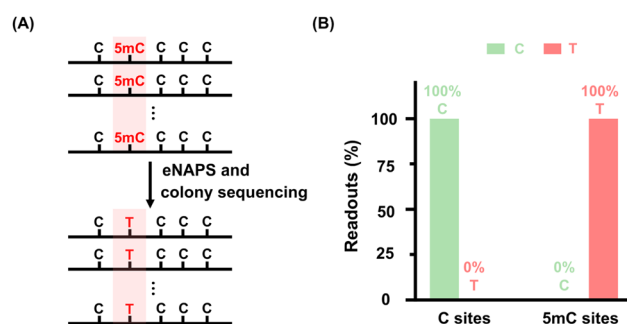 (A)
C 5mC C C C
C 5mC C C C
⋮
C 5mC C C C
eNAPS and
colony sequencing
C T C C C
C T C C C
⋮
C T C C C
(B)
C T
Readouts (%)
100
75
50
25
0
100%
C
0%
T
0%
C
100%
T
C sites 5mC sites